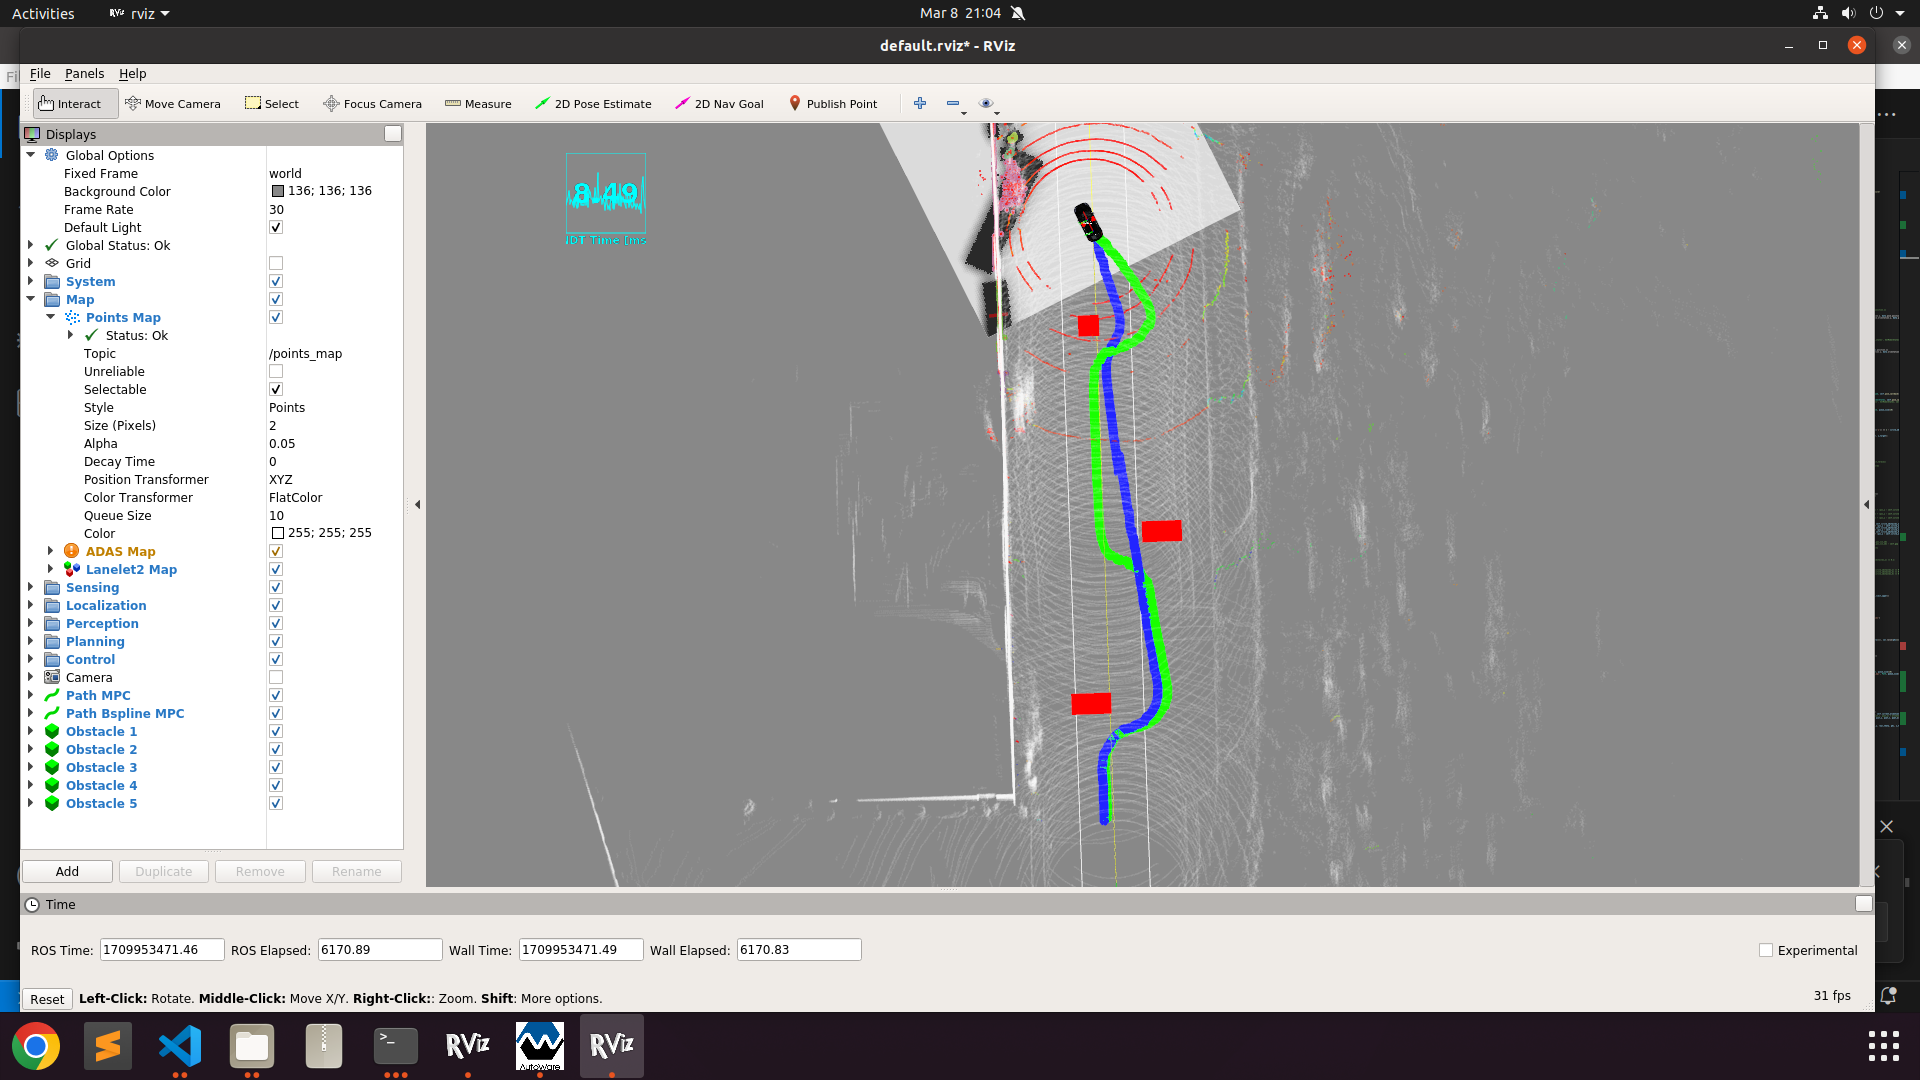 Activities rviz Mar 8 21:04
default.rviz* - RViz
File Panels Help
Interact Move Camera Select Focus Camera Measure 2D Pose Estimate 2D Nav Goal Publish Point
Displays
Global Options
Fixed Frame world
Background Color 136; 136; 136
Frame Rate 30
Default Light
Global Status: Ok
Grid
System
Map
Points Map
Status: Ok
Topic /points_map
Unreliable
Selectable
Style Points
Size (Pixels) 2
Alpha 0.05
Decay Time 0
Position Transformer XYZ
Color Transformer FlatColor
Queue Size 10
Color 255; 255; 255
ADAS Map
Lanelet2 Map
Sensing
Localization
Perception
Planning
Control
Camera
Path MPC
Path Bspline MPC
Obstacle 1
Obstacle 2
Obstacle 3
Obstacle 4
Obstacle 5
Add Duplicate Remove Rename
8.49
NDT Time [ms
Time
ROS Time: 1709953471.46 ROS Elapsed: 6170.89 Wall Time: 1709953471.49 Wall Elapsed: 6170.83 Experimental
Reset Left-Click: Rotate. Middle-Click: Move X/Y. Right-Click:: Zoom. Shift: More options. 31 fps
RViz AutoWare RViz